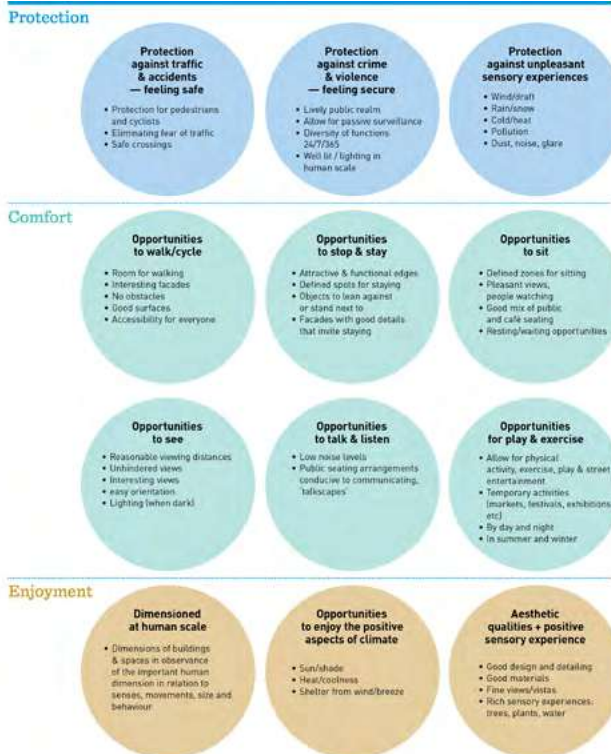 Protection
Protection
against traffic
& accidents
— feeling safe
• Protection for pedestrians
and cyclists
• Eliminating fear of traffic
• Safe crossings
Protection
against crime
& violence
— feeling secure
• Lively public realm
• Allow for passive surveillance
• Diversity of functions
24/7/365
• Well lit / lighting in
human scale
Protection
against unpleasant
sensory experiences
• Wind/draft
• Rain/snow
• Cold/heat
• Pollution
• Dust, noise, glare
Comfort
Opportunities
to walk/cycle
• Room for walking
• Interesting facades
• No obstacles
• Good surfaces
• Accessibility for everyone
Opportunities
to stop & stay
• Attractive & functional edges
• Defined spots for staying
• Objects to lean against
or stand next to
• Facades with good details
that invite staying
Opportunities
to sit
• Defined zones for sitting
• Pleasant views,
people watching
• Good mix of public
and café seating
• Resting/waiting opportunities
Opportunities
to see
• Reasonable viewing distances
• Unhindered views
• Interesting views
• easy orientation
• Lighting (when dark)
Opportunities
to talk & listen
• Low noise levels
• Public seating arrangements
conducive to communicating,
'talkscapes'
Opportunities
for play & exercise
• Allow for physical
activity, exercise, play & street
entertainment
• Temporary activities
(markets, festivals, exhibitions
etc)
• By day and night
• In summer and winter
Enjoyment
Dimensioned
at human scale
• Dimensions of buildings
& spaces in observance
of the important human
dimension in relation to
senses, movements, size and
behaviour
Opportunities
to enjoy the positive
aspects of climate
• Sun/shade
• Heat/coolness
• Shelter from wind/breeze
Aesthetic
qualities + positive
sensory experience
• Good design and detailing
• Good materials
• Fine views/vistas
• Rich sensory experiences:
trees, plants, water